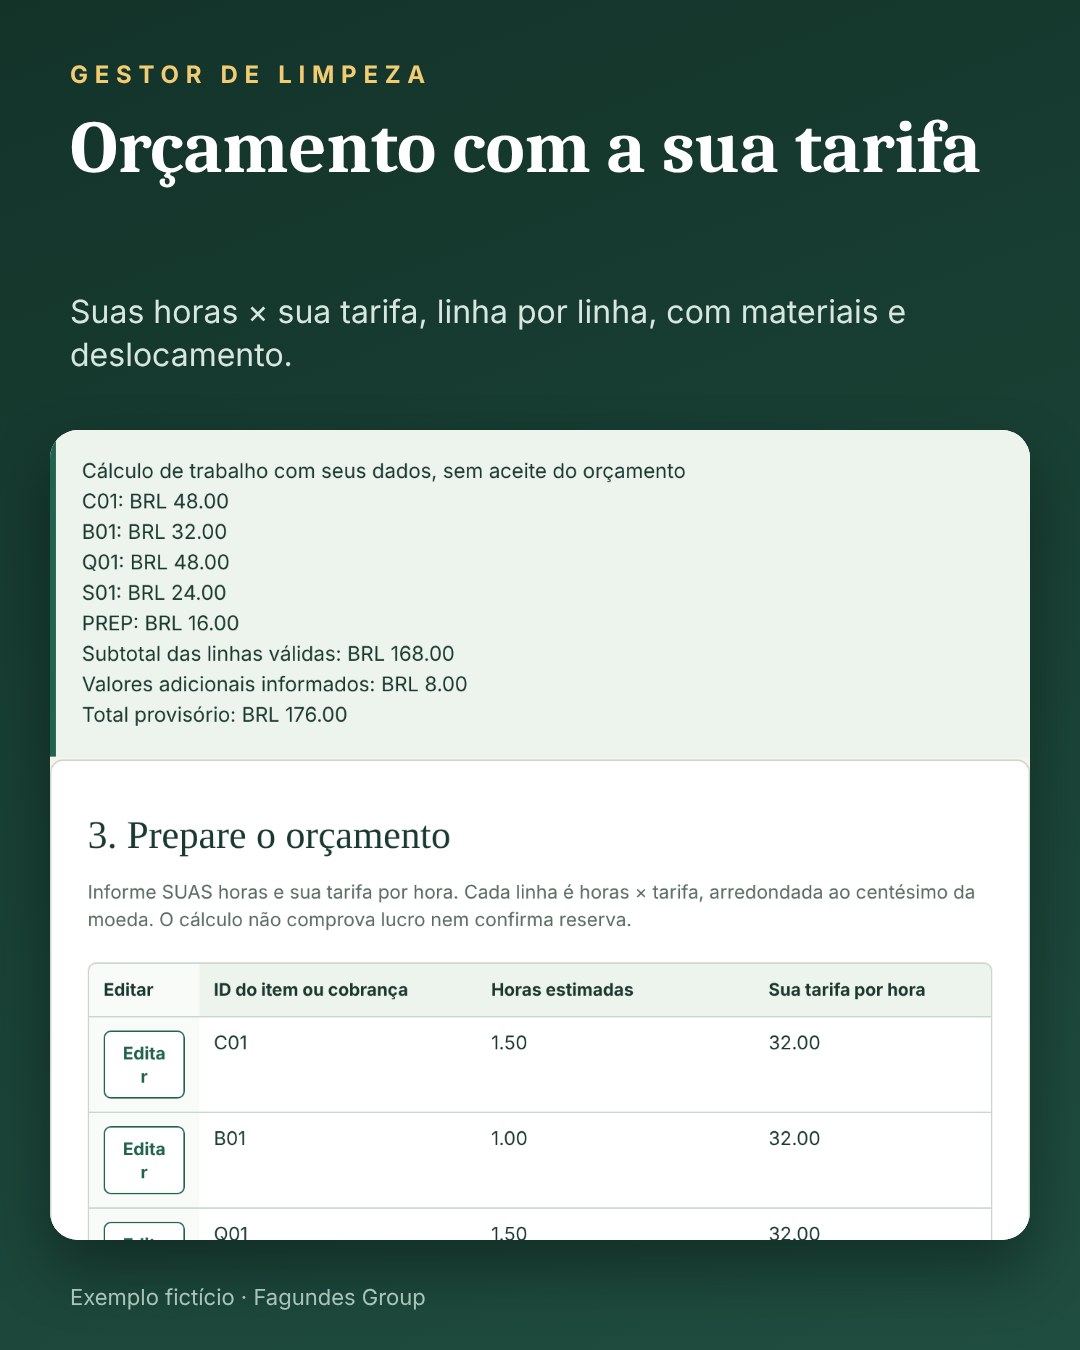 GESTOR DE LIMPEZA
Orçamento com a sua tarifa
Suas horas × sua tarifa, linha por linha, com materiais e
deslocamento.
Cálculo de trabalho com seus dados, sem aceite do orçamento
C01: BRL 48.00
B01: BRL 32.00
Q01: BRL 48.00
S01: BRL 24.00
PREP: BRL 16.00
Subtotal das linhas válidas: BRL 168.00
Valores adicionais informados: BRL 8.00
Total provisório: BRL 176.00
3. Prepare o orçamento
Informe SUAS horas e sua tarifa por hora. Cada linha é horas × tarifa, arredondada ao centésimo da
moeda. O cálculo não comprova lucro nem confirma reserva.
Editar ID do item ou cobrança Horas estimadas Sua tarifa por hora
Edita
r
C01 1.50 32.00
Edita
r
B01 1.00 32.00
Q01 1.50 32.00
Exemplo fictício · Fagundes Group